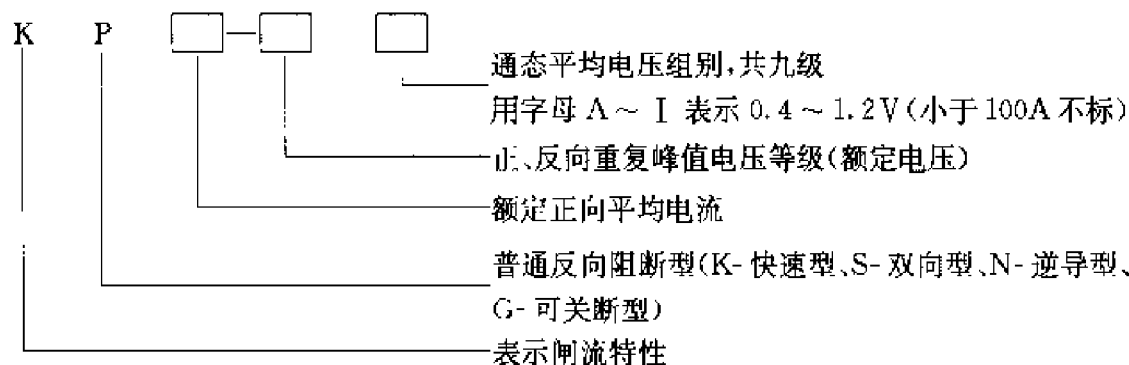 K P □—□ □
通态平均电压组别,共九级
用字母 A～I 表示 0.4～1.2V(小于100A不标)
正、反向重复峰值电压等级(额定电压)
额定正向平均电流
普通反向阻断型(K-快速型、S-双向型、N-逆导型、
G-可关断型)
表示闸流特性